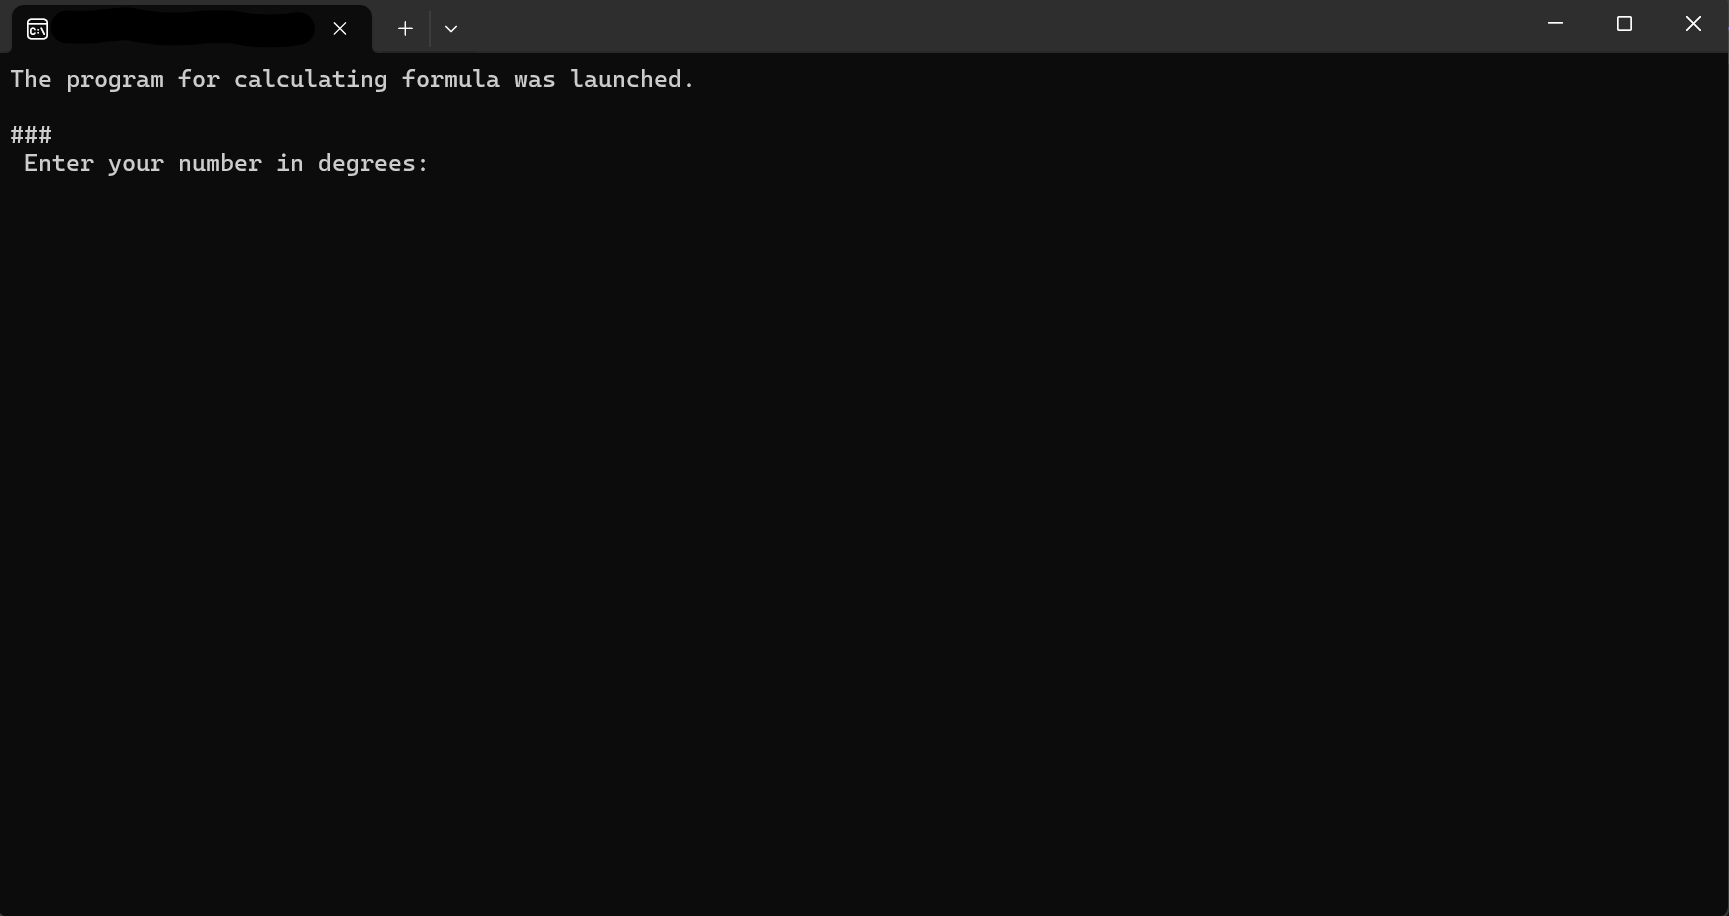 The program for calculating formula was launched.
###
Enter your number in degrees: